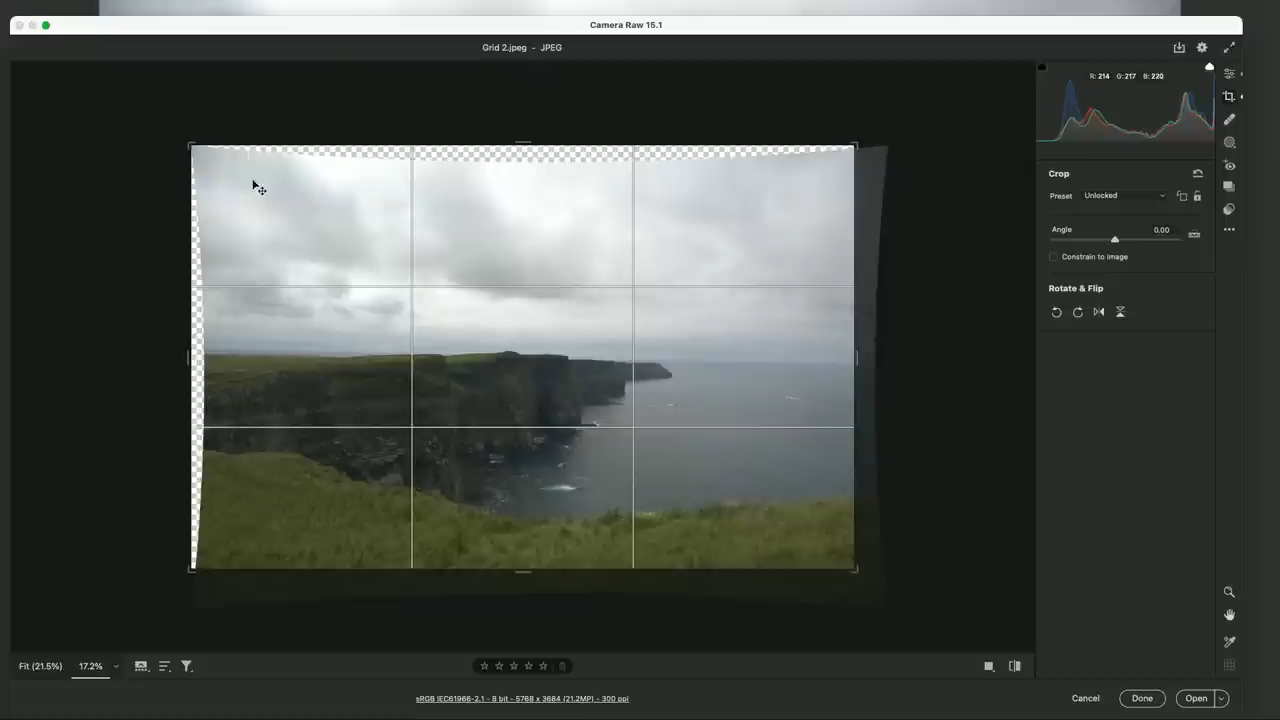 Camera Raw 15.1
Grid 2.jpeg - JPEG
R: 214 G: 217 B: 220
Crop
Preset Unlocked
Angle 0.00
Constrain to Image
Rotate & Flip
Fit (21.5%) 17.2%
sRGB IEC61966-2.1 - 8 bit - 5768 x 3684 (21.2MP) - 300 ppi
Cancel Done Open